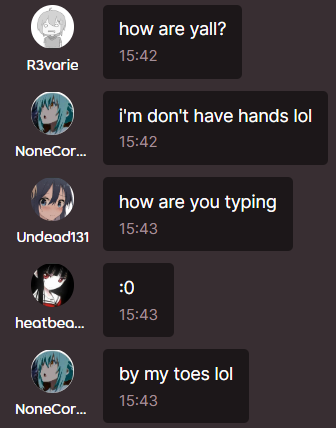 how are yall?
15:42
R3varie
i'm don't have hands lol
15:42
NoneCor...
how are you typing
15:43
Undead131
:0
15:43
heatbea...
by my toes lol
15:43
NoneCor...